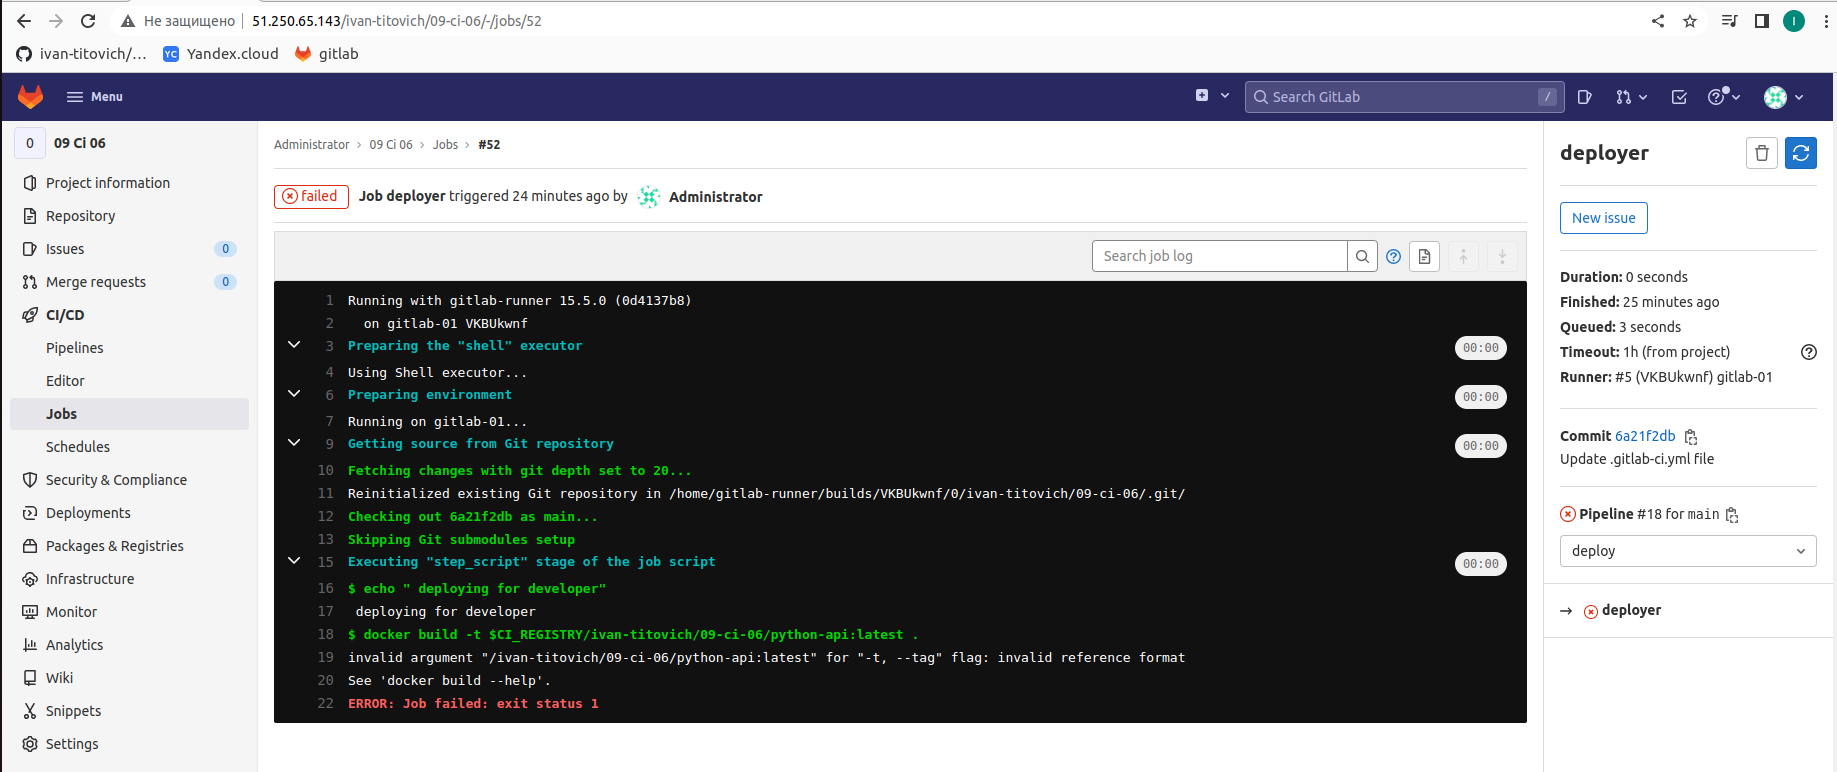 Не защищено 51.250.65.143/ivan-titovich/09-ci-06/-/jobs/52
I
ivan-titovich/... YC Yandex.cloud gitlab
Menu
Search GitLab /
0 09 Ci 06
Project information
Repository
Issues 0
Merge requests 0
CI/CD
Pipelines
Editor
Jobs
Schedules
Security & Compliance
Deployments
Packages & Registries
Infrastructure
Monitor
Analytics
Wiki
Snippets
Settings
Administrator › 09 Ci 06 › Jobs › #52
failed Job deployer triggered 24 minutes ago by Administrator
Search job log
1 Running with gitlab-runner 15.5.0 (0d4137b8)
2 on gitlab-01 VKBUkwnf
3 Preparing the "shell" executor 00:00
4 Using Shell executor...
6 Preparing environment 00:00
7 Running on gitlab-01...
9 Getting source from Git repository 00:00
10 Fetching changes with git depth set to 20...
11 Reinitialized existing Git repository in /home/gitlab-runner/builds/VKBUkwnf/0/ivan-titovich/09-ci-06/.git/
12 Checking out 6a21f2db as main...
13 Skipping Git submodules setup
15 Executing "step_script" stage of the job script 00:00
16 $ echo " deploying for developer"
17 deploying for developer
18 $ docker build -t $CI_REGISTRY/ivan-titovich/09-ci-06/python-api:latest .
19 invalid argument "/ivan-titovich/09-ci-06/python-api:latest" for "-t, --tag" flag: invalid reference format
20 See 'docker build --help'.
22 ERROR: Job failed: exit status 1
deployer
New issue
Duration: 0 seconds
Finished: 25 minutes ago
Queued: 3 seconds
Timeout: 1h (from project)
Runner: #5 (VKBUkwnf) gitlab-01
Commit 6a21f2db
Update .gitlab-ci.yml file
Pipeline #18 for main
deploy
→ deployer